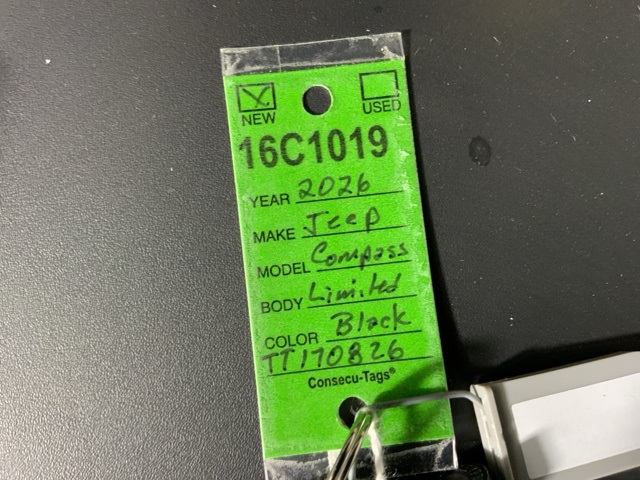 NEW USED
16C1019
YEAR 2026
MAKE Jeep
MODEL Compass
BODY Limited
COLOR Black
TT170826
Consecu-Tags®